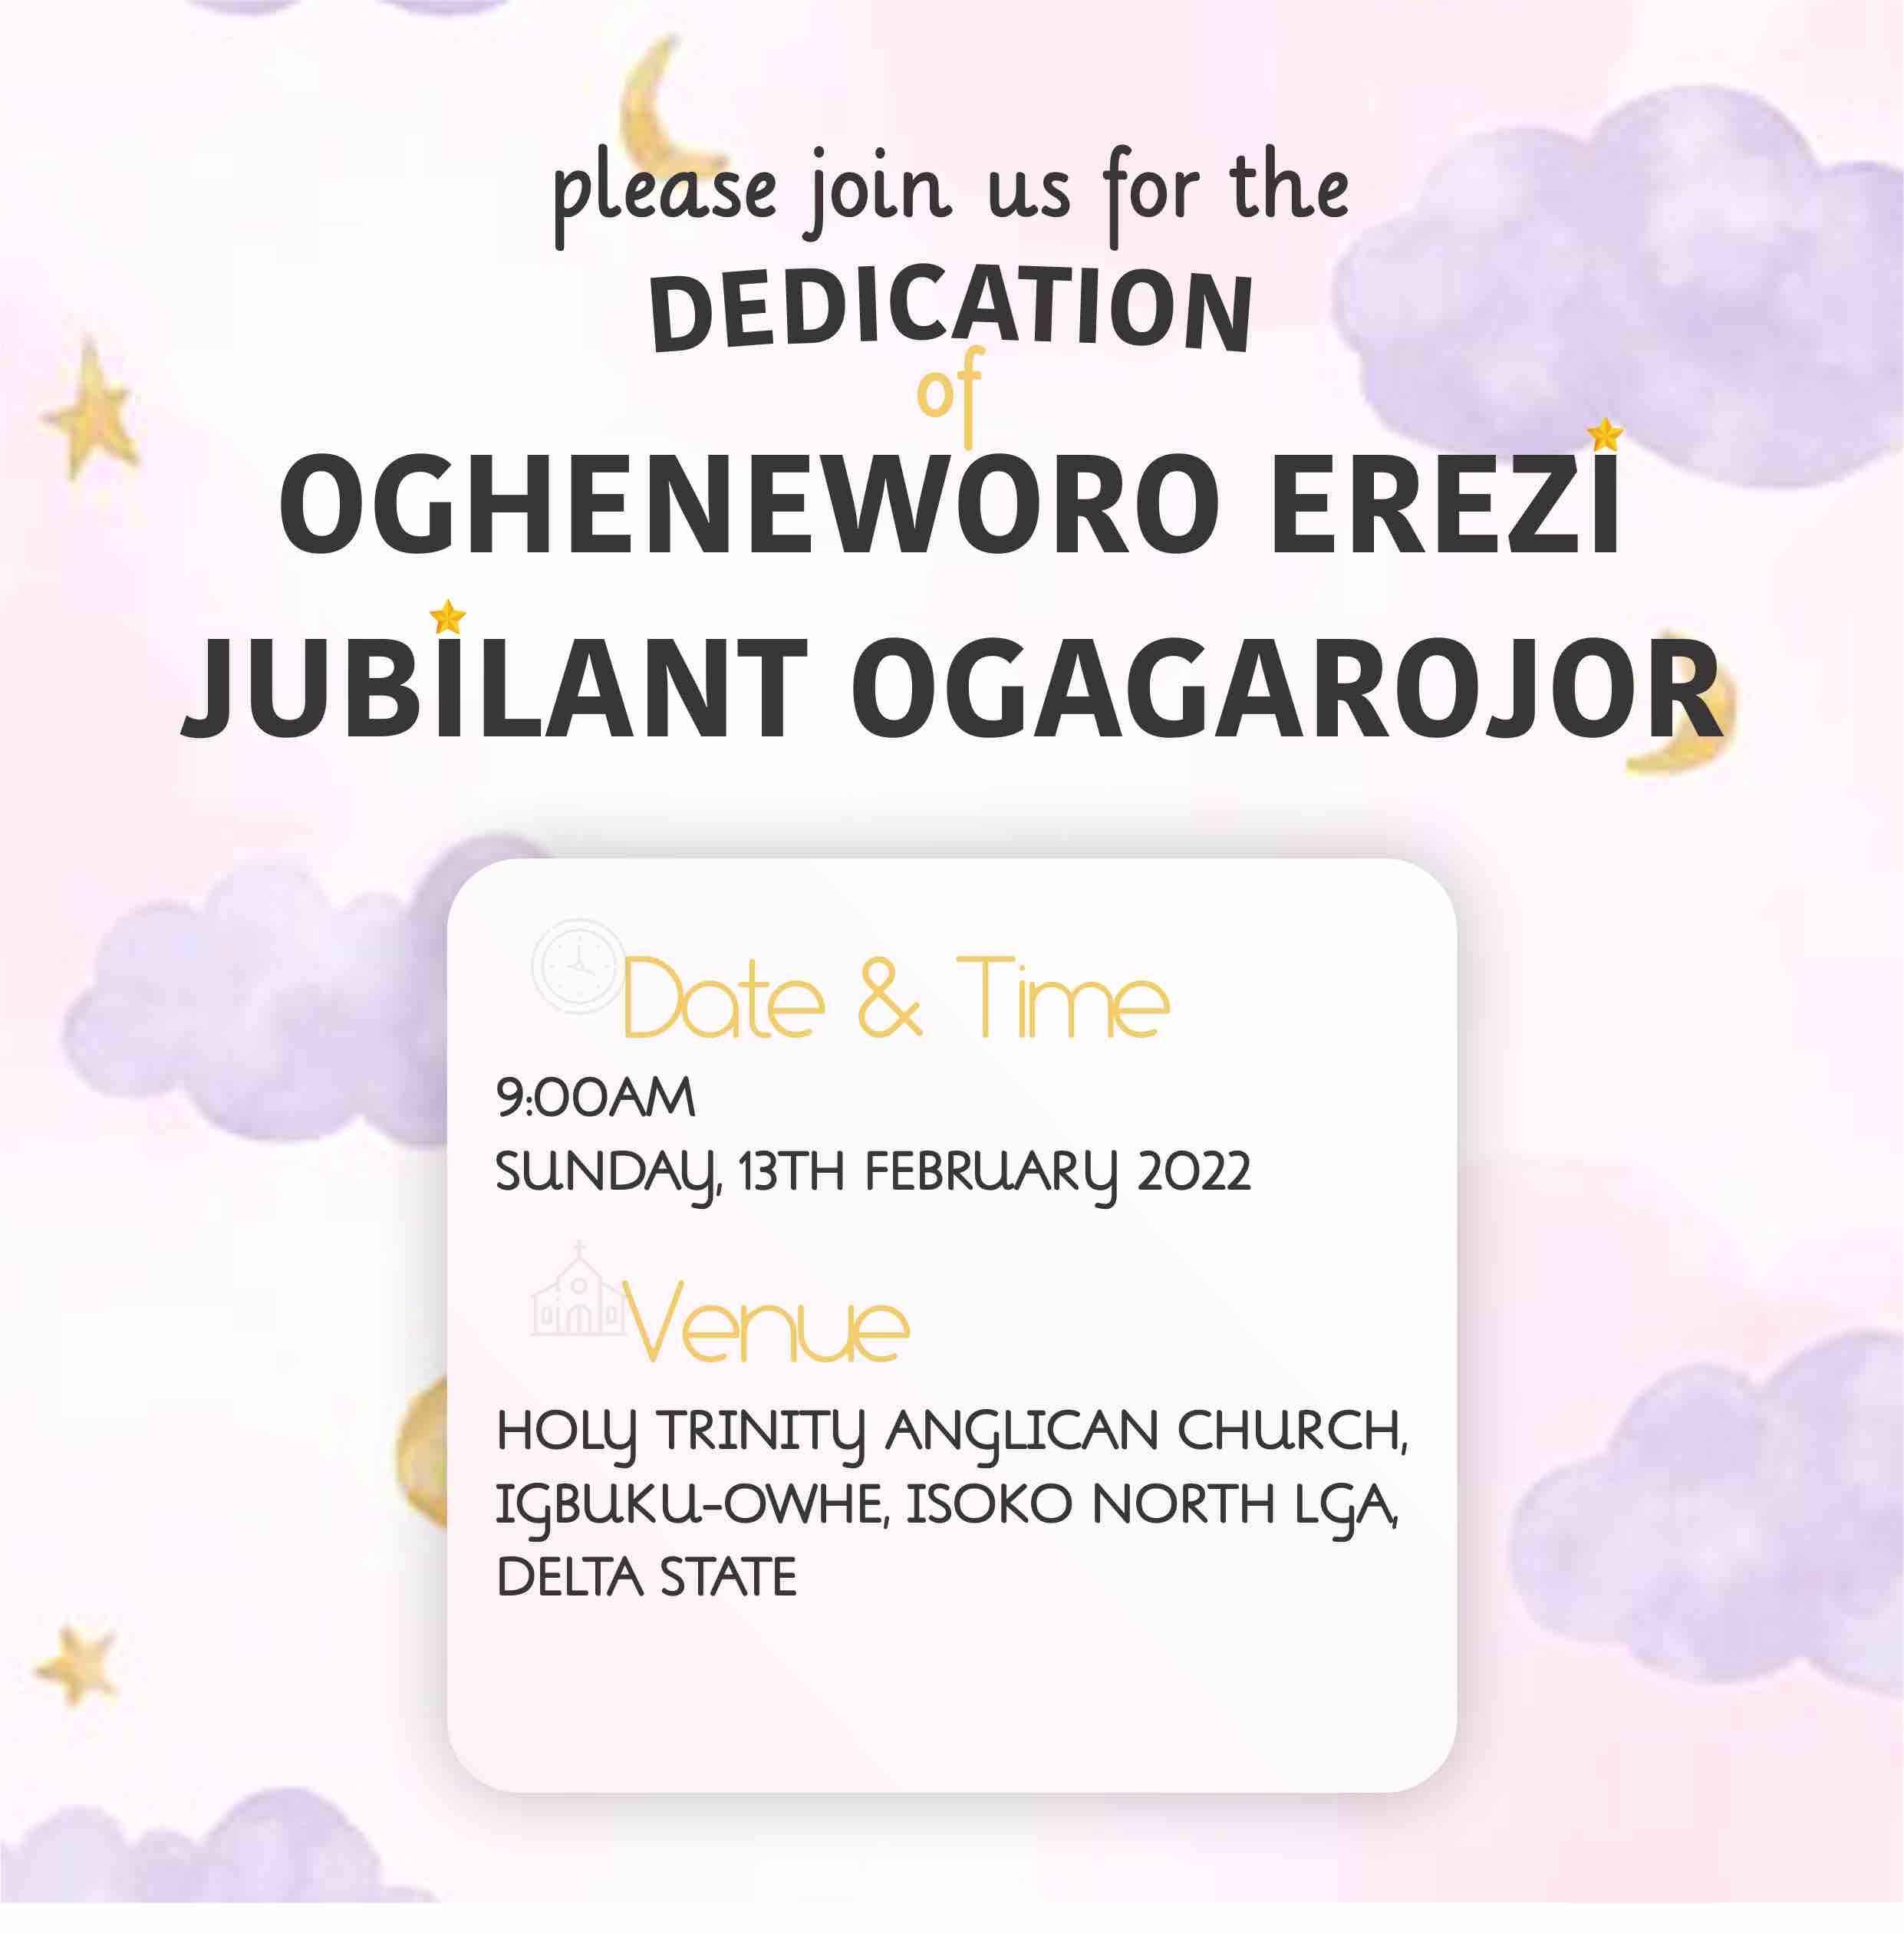 please join us for the
DEDICATION
of
OGHENEWORO EREZI
JUBILANT OGAGAROJOR
Date & Time
9:00AM
SUNDAY, 13TH FEBRUARY 2022
Venue
HOLY TRINITY ANGLICAN CHURCH,
IGBUKU-OWHE, ISOKO NORTH LGA,
DELTA STATE